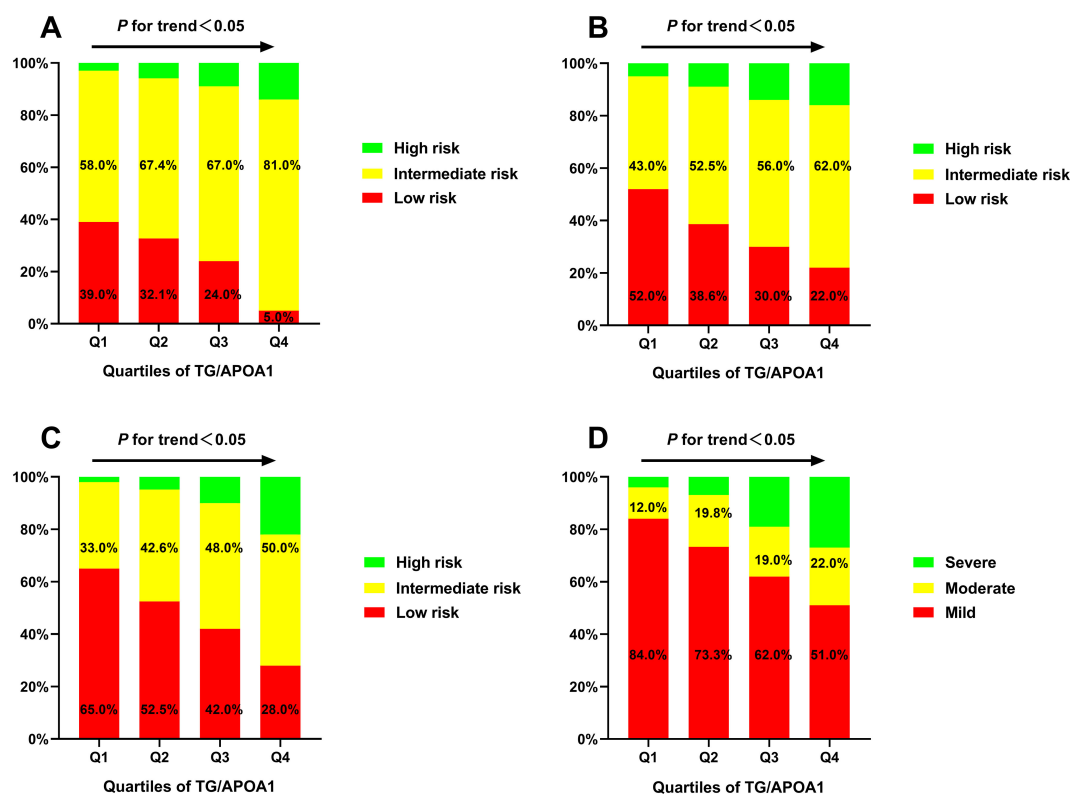 A
P for trend<0.05
100%
80%
60%
40%
20%
0%
58.0%
67.4%
67.0%
81.0%
39.0%
32.1%
24.0%
5.0%
Q1
Q2
Q3
Q4
Quartiles of TG/APOA1
High risk
Intermediate risk
Low risk
B
P for trend<0.05
100%
80%
60%
40%
20%
0%
43.0%
52.5%
56.0%
62.0%
52.0%
38.6%
30.0%
22.0%
Q1
Q2
Q3
Q4
Quartiles of TG/APOA1
High risk
Intermediate risk
Low risk
C
P for trend<0.05
100%
80%
60%
40%
20%
0%
33.0%
42.6%
48.0%
50.0%
65.0%
52.5%
42.0%
28.0%
Q1
Q2
Q3
Q4
Quartiles of TG/APOA1
High risk
Intermediate risk
Low risk
D
P for trend<0.05
100%
80%
60%
40%
20%
0%
12.0%
19.8%
19.0%
22.0%
84.0%
73.3%
62.0%
51.0%
Q1
Q2
Q3
Q4
Quartiles of TG/APOA1
Severe
Moderate
Mild